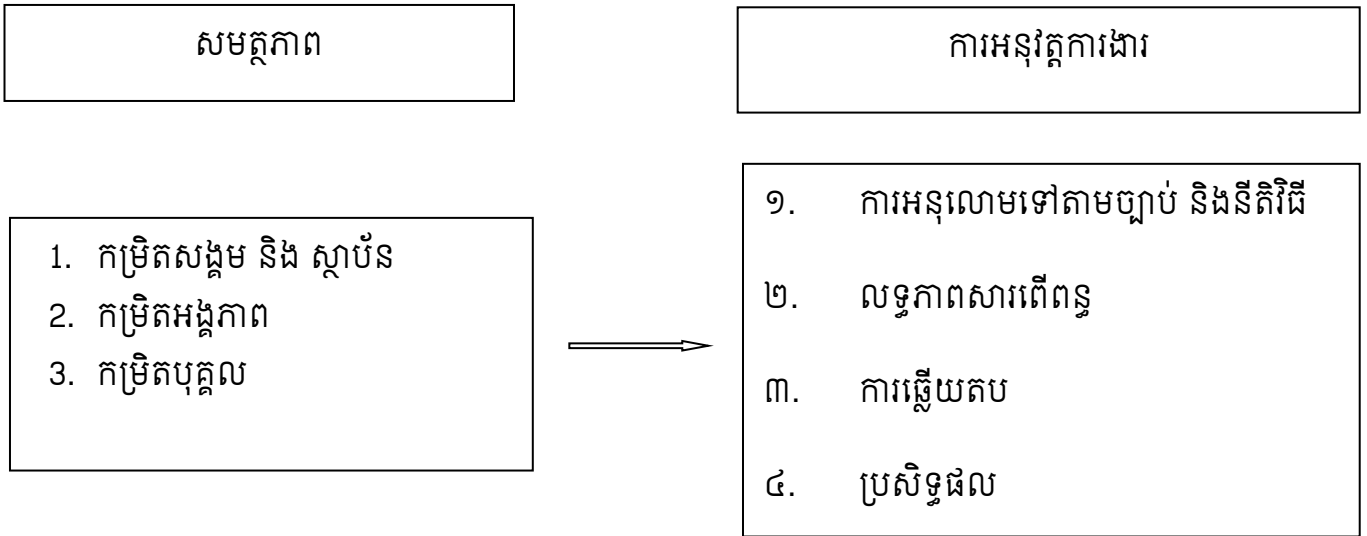 សមត្ថភាព
ការអនុវត្តការងារ
1. កម្រិតសង្គម និង ស្ថាប័ន
2. កម្រិតអង្គភាព
3. កម្រិតបុគ្គល
១. ការអនុលោមទៅតាមច្បាប់ និងនីតិវិធី
២. លទ្ធភាពសារពើពន្ធ
៣. ការឆ្លើយតប
៤. ប្រសិទ្ធផល